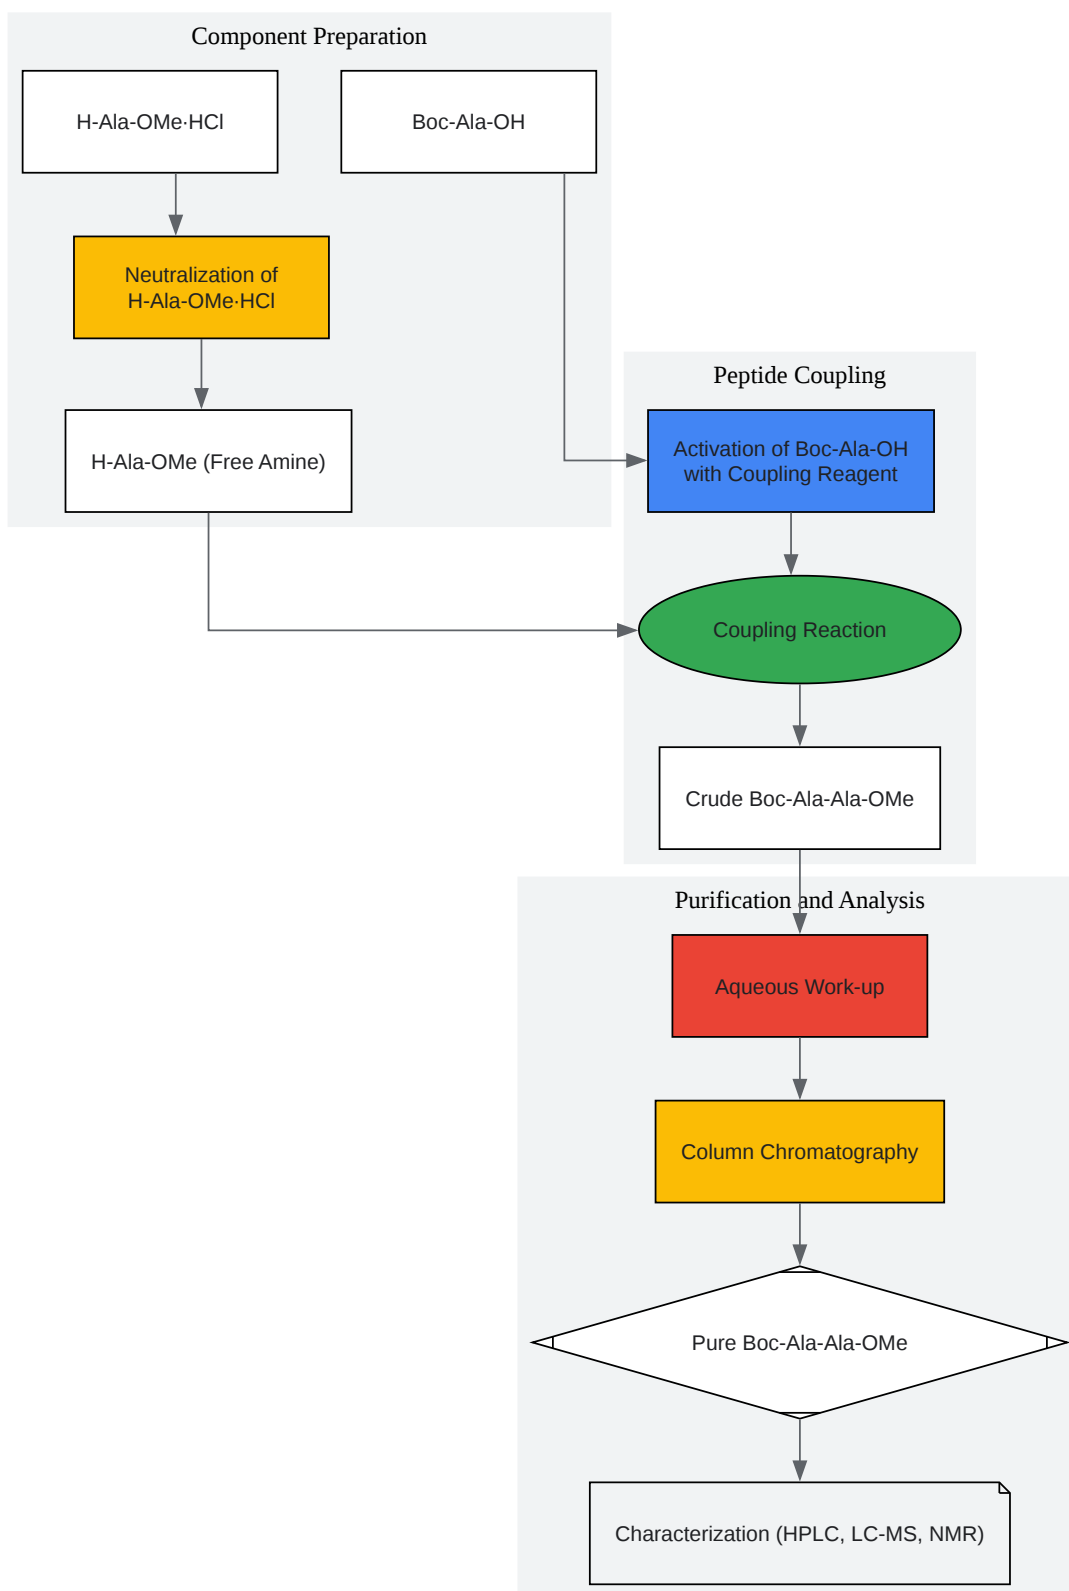 Component Preparation
H-Ala-OMe·HCl
Boc-Ala-OH
Neutralization of
H-Ala-OMe·HCl
H-Ala-OMe (Free Amine)
Peptide Coupling
Activation of Boc-Ala-OH
with Coupling Reagent
Coupling Reaction
Crude Boc-Ala-Ala-OMe
Purification and Analysis
Aqueous Work-up
Column Chromatography
Pure Boc-Ala-Ala-OMe
Characterization (HPLC, LC-MS, NMR)